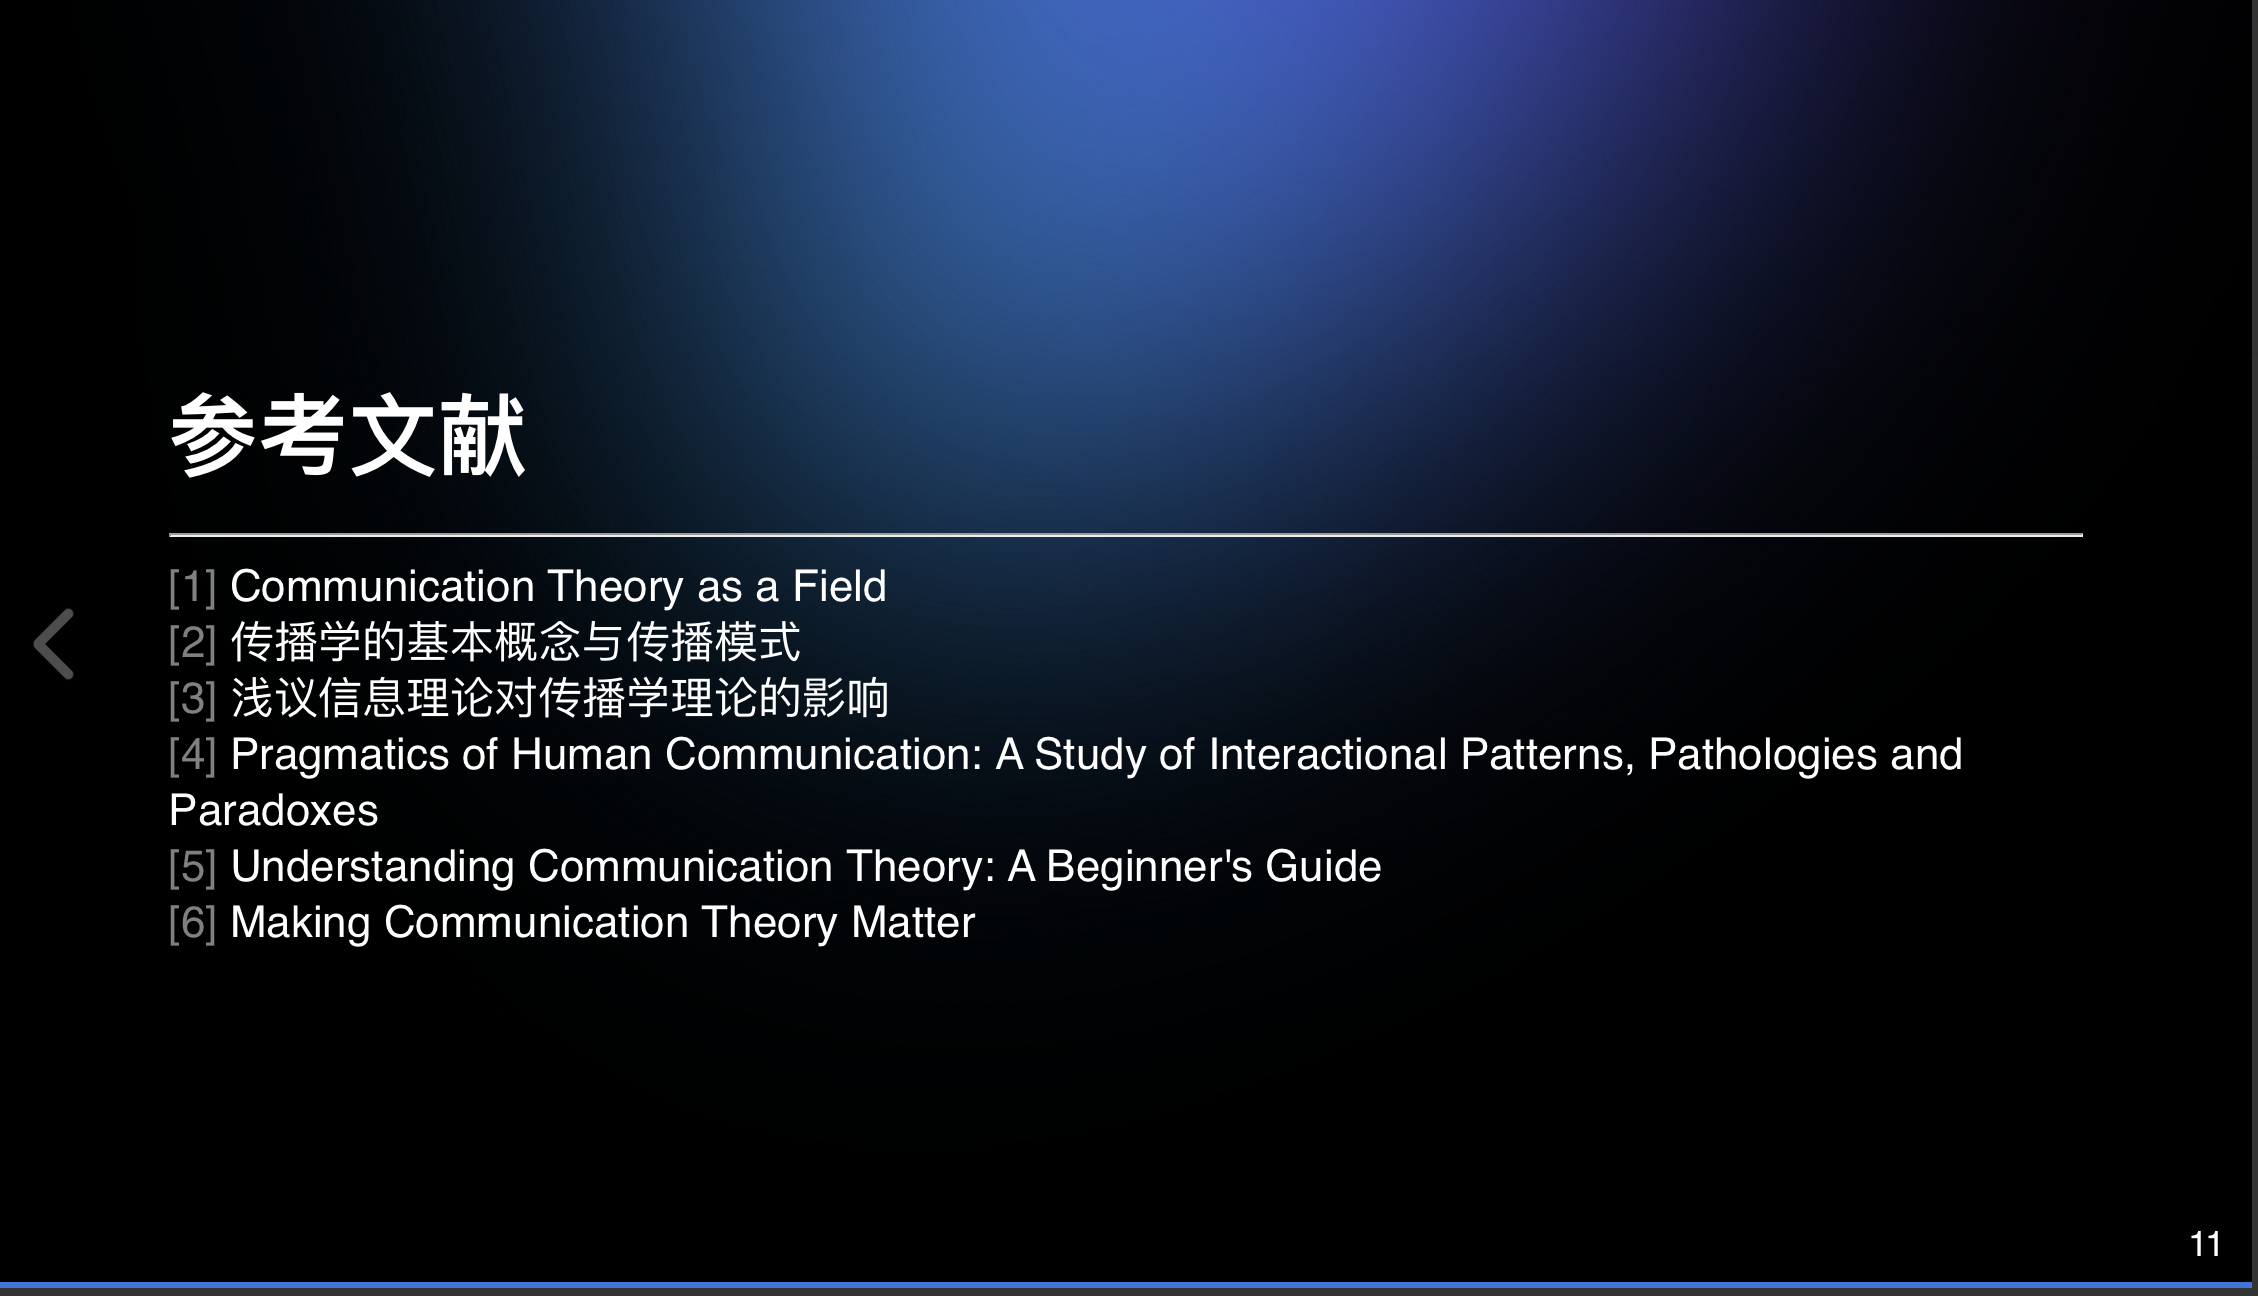 参考文献
[1] Communication Theory as a Field
[2] 传播学的基本概念与传播模式
[3] 浅议信息理论对传播学理论的影响
[4] Pragmatics of Human Communication: A Study of Interactional Patterns, Pathologies and
Paradoxes
[5] Understanding Communication Theory: A Beginner's Guide
[6] Making Communication Theory Matter
11